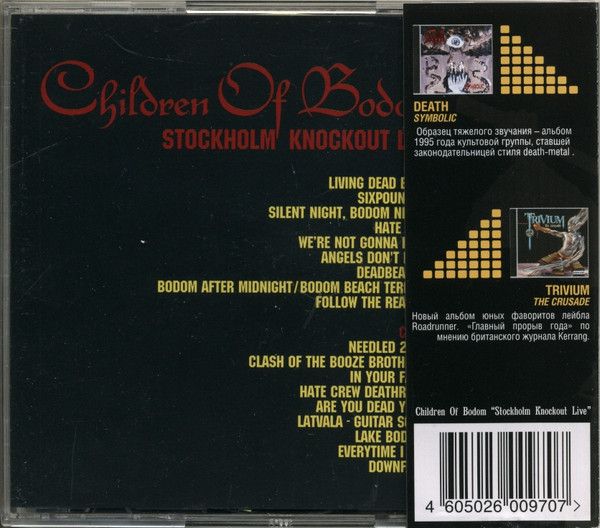 Children Of Bodo
STOCKHOLM KNOCKOUT L
LIVING DEAD
SIXPOUN
SILENT NIGHT, BODOM NI
HATE
WE'RE NOT GONNA
ANGELS DON'T
DEADBEA
BODOM AFTER MIDNIGHT/BODOM BEACH TER
FOLLOW THE REA
NEEDLED 2
CLASH OF THE BOOZE BROTH
IN YOUR F
HATE CREW DEATHR
ARE YOU DEAD Y
LATVALA - GUITAR S
LAKE BOD
EVERYTIME I
DOWNF
DEATH
SYMBOLIC
Образец тяжелого звучания – альбом
1995 года культовой группы, ставшей
законодательницей стиля death-metal .
TRIVIUM
TRIVIUM
THE CRUSADE
Новый альбом юных фаворитов лейбла
Roadrunner. «Главный прорыв года» по
мнению британского журнала Kerrang.
Children Of Bodom "Stockholm Knockout Live"
4 605026 009707 >